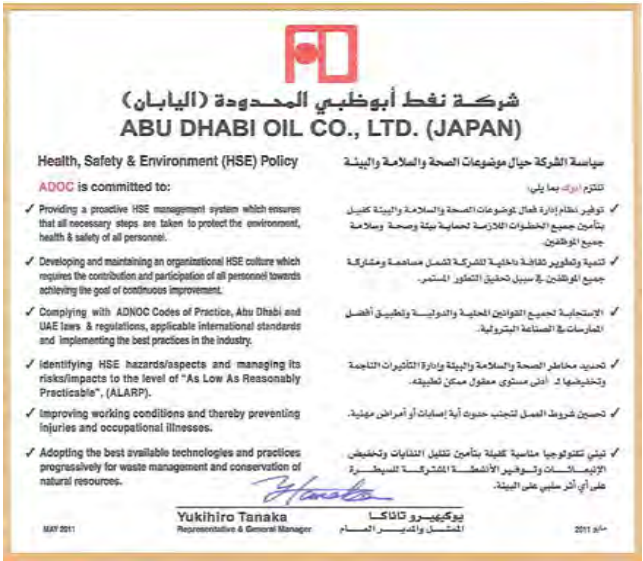 شركة نفط أبوظبي المحدودة (اليابان)
ABU DHABI OIL CO., LTD. (JAPAN)
Health, Safety & Environment (HSE) Policy
ADOC is committed to:
✓ Providing a proactive HSE management system which ensures
that all necessary steps are taken to protect the environment,
health & safety of all personnel.
✓ Developing and maintaining an organizational HSE culture which
requires the contribution and participation of all personnel towards
achieving the goal of continuous improvement.
✓ Complying with ADNOC Codes of Practice, Abu Dhabi and
UAE laws & regulations, applicable international standards
and implementing the best practices in the industry.
✓ Identifying HSE hazards/aspects and managing its
risks/impacts to the level of "As Low As Reasonably
Practicable", (ALARP).
✓ Improving working conditions and thereby preventing
injuries and occupational illnesses.
✓ Adopting the best available technologies and practices
progressively for waste management and conservation of
natural resources.
سياسة الشركة حيال موضوعات الصحة والسلامة والبيئة
تلتزم ادوك بما يلي:
✓ توفير نظام إدارة فعال لموضوعات الصحة والسلامة والبيئة كفيل
بتأمين جميع الخطوات اللازمة لحماية بيئة وصحة وسلامة
جميع الموظفين.
✓ تنمية وتطوير ثقافة داخلية للشركة تشمل مساهمة ومشاركة
جميع الموظفين في سبيل تحقيق التطور المستمر.
✓ الإستجابة لجميع القوانين المحلية والدولية وتطبيق أفضل
الممارسات في الصناعة البترولية.
✓ تحديد مخاطر الصحة والسلامة والبيئة وإدارة التأثيرات الناجمة
وتخفيضها لـ أدنى مستوى معقول ممكن تطبيقه.
✓ تحسين شروط العمل لتجنب حدوث أية إصابات أو أمراض مهنية.
✓ تبني تكنولوجيا مناسبة كفيلة بتأمين تقليل النفايات وتخفيض
الإنبعاثات وتوفير الأنشطة المشتركة للسيطرة
على أي أثر سلبي على البيئة.
Yukihiro Tanaka
Representative & General Manager
يوكيهيرو تاناكا
الممثل والمدير العام
MAY 2011
مايو 2011